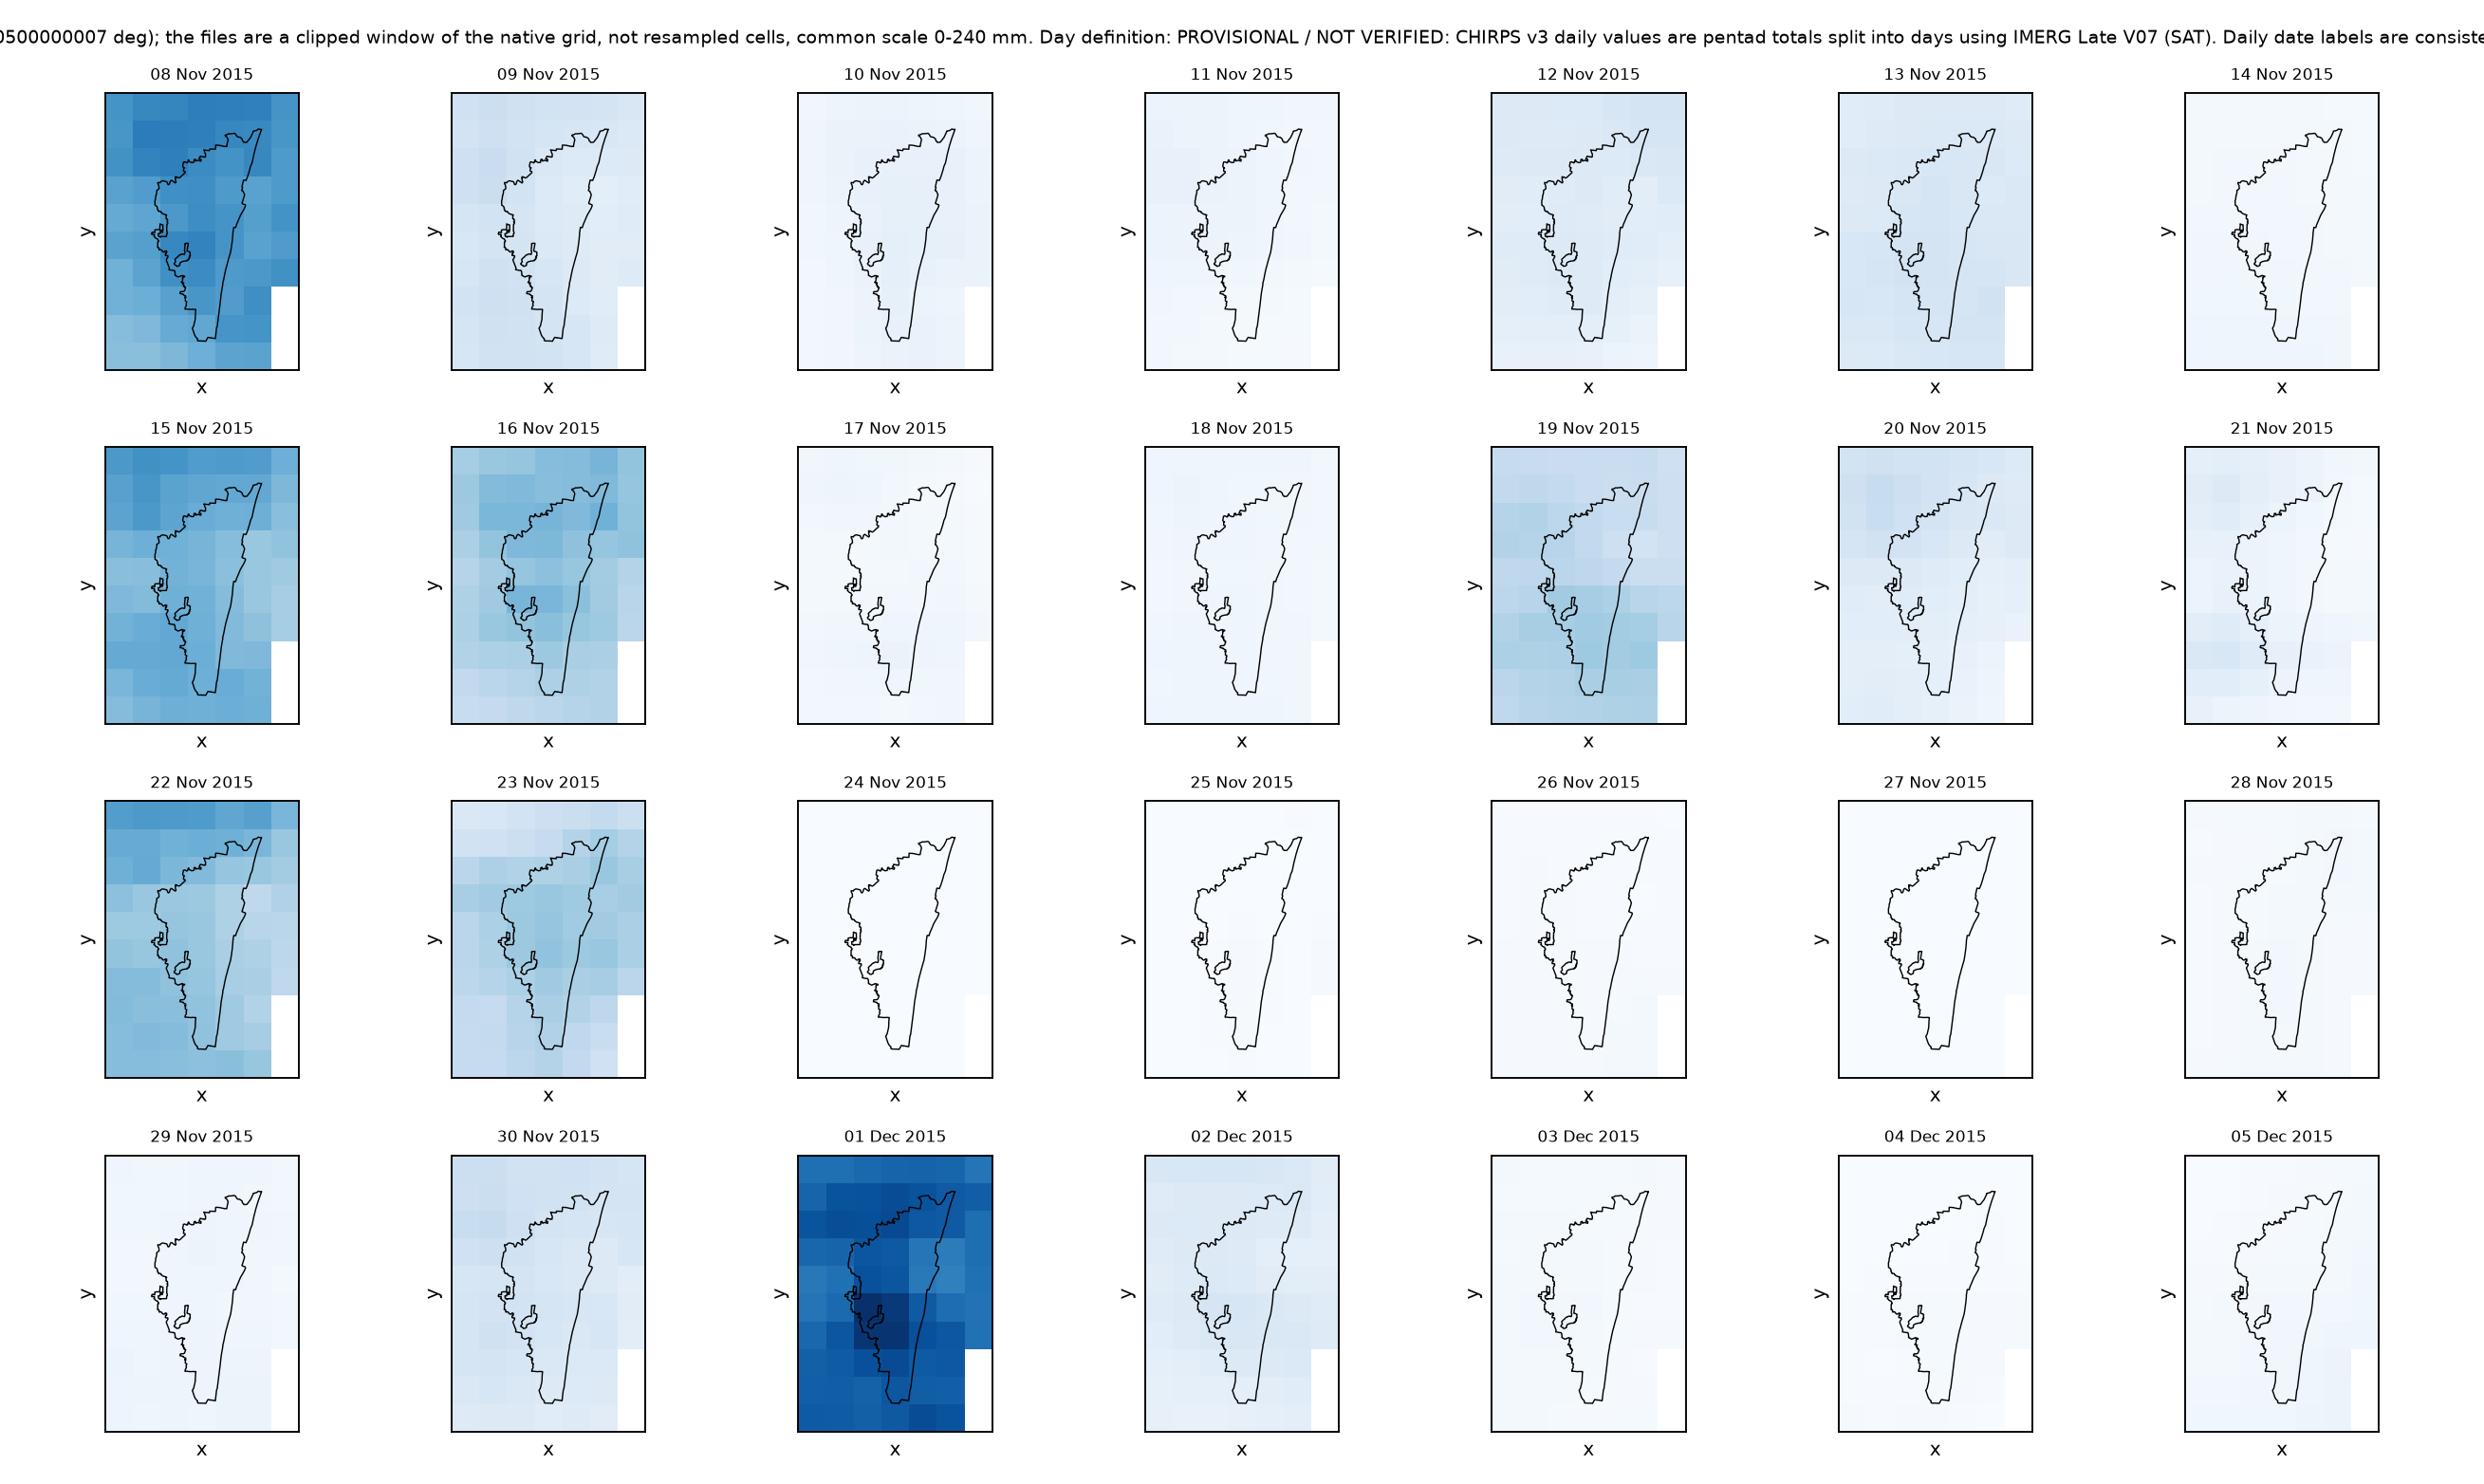 0500000007 deg); the files are a clipped window of the native grid, not resampled cells, common scale 0-240 mm. Day definition: PROVISIONAL / NOT VERIFIED: CHIRPS v3 daily values are pentad totals split into days using IMERG Late V07 (SAT). Daily date labels are consiste
08 Nov 2015 09 Nov 2015 10 Nov 2015 11 Nov 2015 12 Nov 2015 13 Nov 2015 14 Nov 2015
y y y y y y y
x x x x x x x
15 Nov 2015 16 Nov 2015 17 Nov 2015 18 Nov 2015 19 Nov 2015 20 Nov 2015 21 Nov 2015
y y y y y y y
x x x x x x x
22 Nov 2015 23 Nov 2015 24 Nov 2015 25 Nov 2015 26 Nov 2015 27 Nov 2015 28 Nov 2015
y y y y y y y
x x x x x x x
29 Nov 2015 30 Nov 2015 01 Dec 2015 02 Dec 2015 03 Dec 2015 04 Dec 2015 05 Dec 2015
y y y y y y y
x x x x x x x